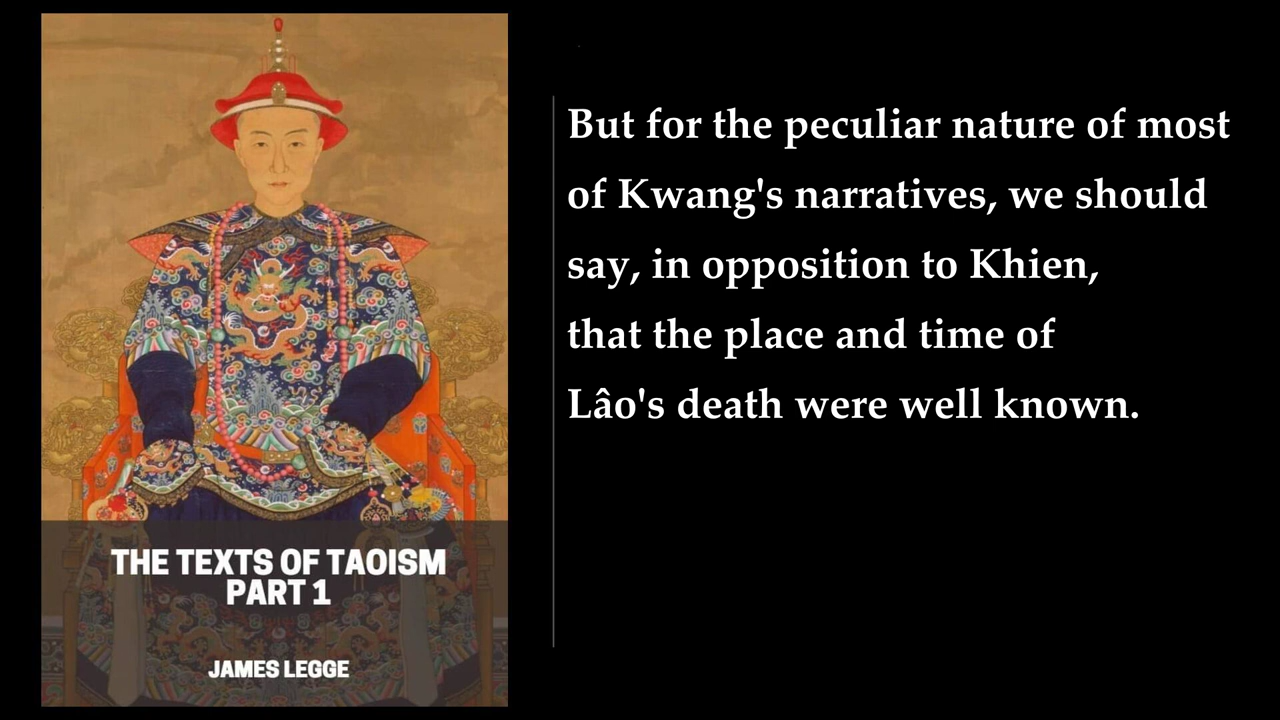 But for the peculiar nature of most
of Kwang's narratives, we should
say, in opposition to Khien,
that the place and time of
Lâo's death were well known.
THE TEXTS OF TAOISM
PART 1
JAMES LEGGE